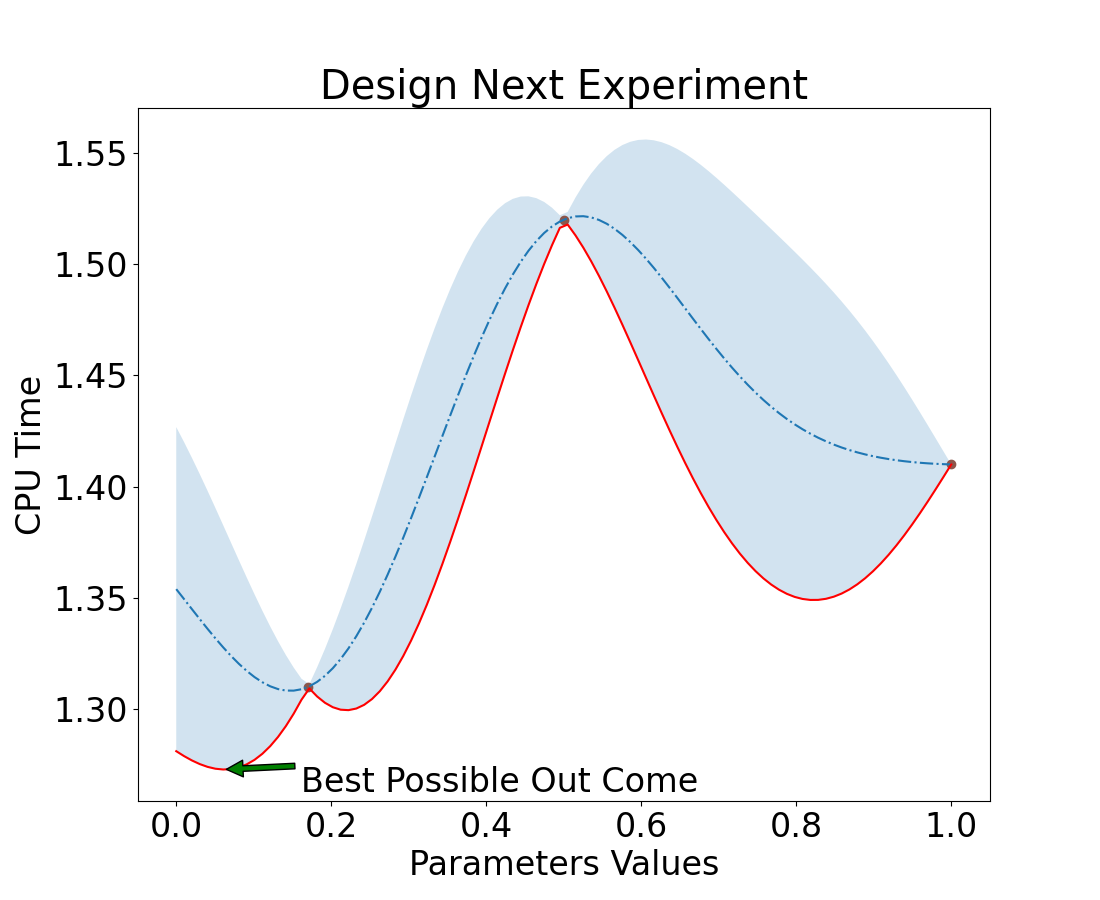 Design Next Experiment
1.55
1.50
1.45
1.40
1.35
1.30
CPU Time
Best Possible Out Come
0.0 0.2 0.4 0.6 0.8 1.0
Parameters Values